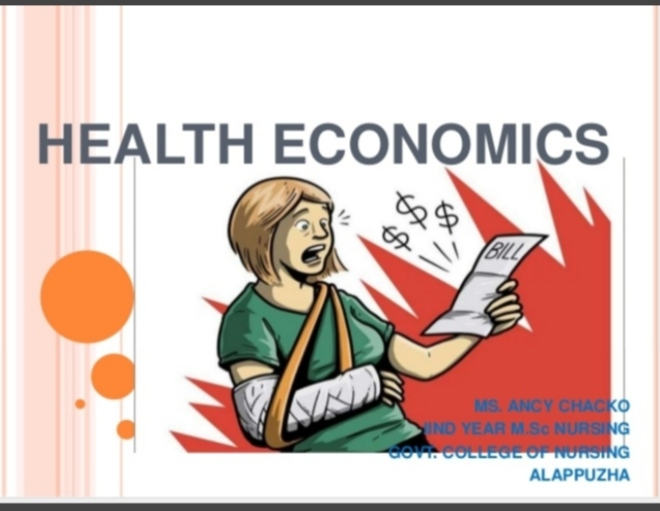 HEALTH ECONOMICS
$ $ $
BILL
MS. ANCY CHACKO
IIND YEAR M.Sc NURSING
GOVT. COLLEGE OF NURSING
ALAPPUZHA